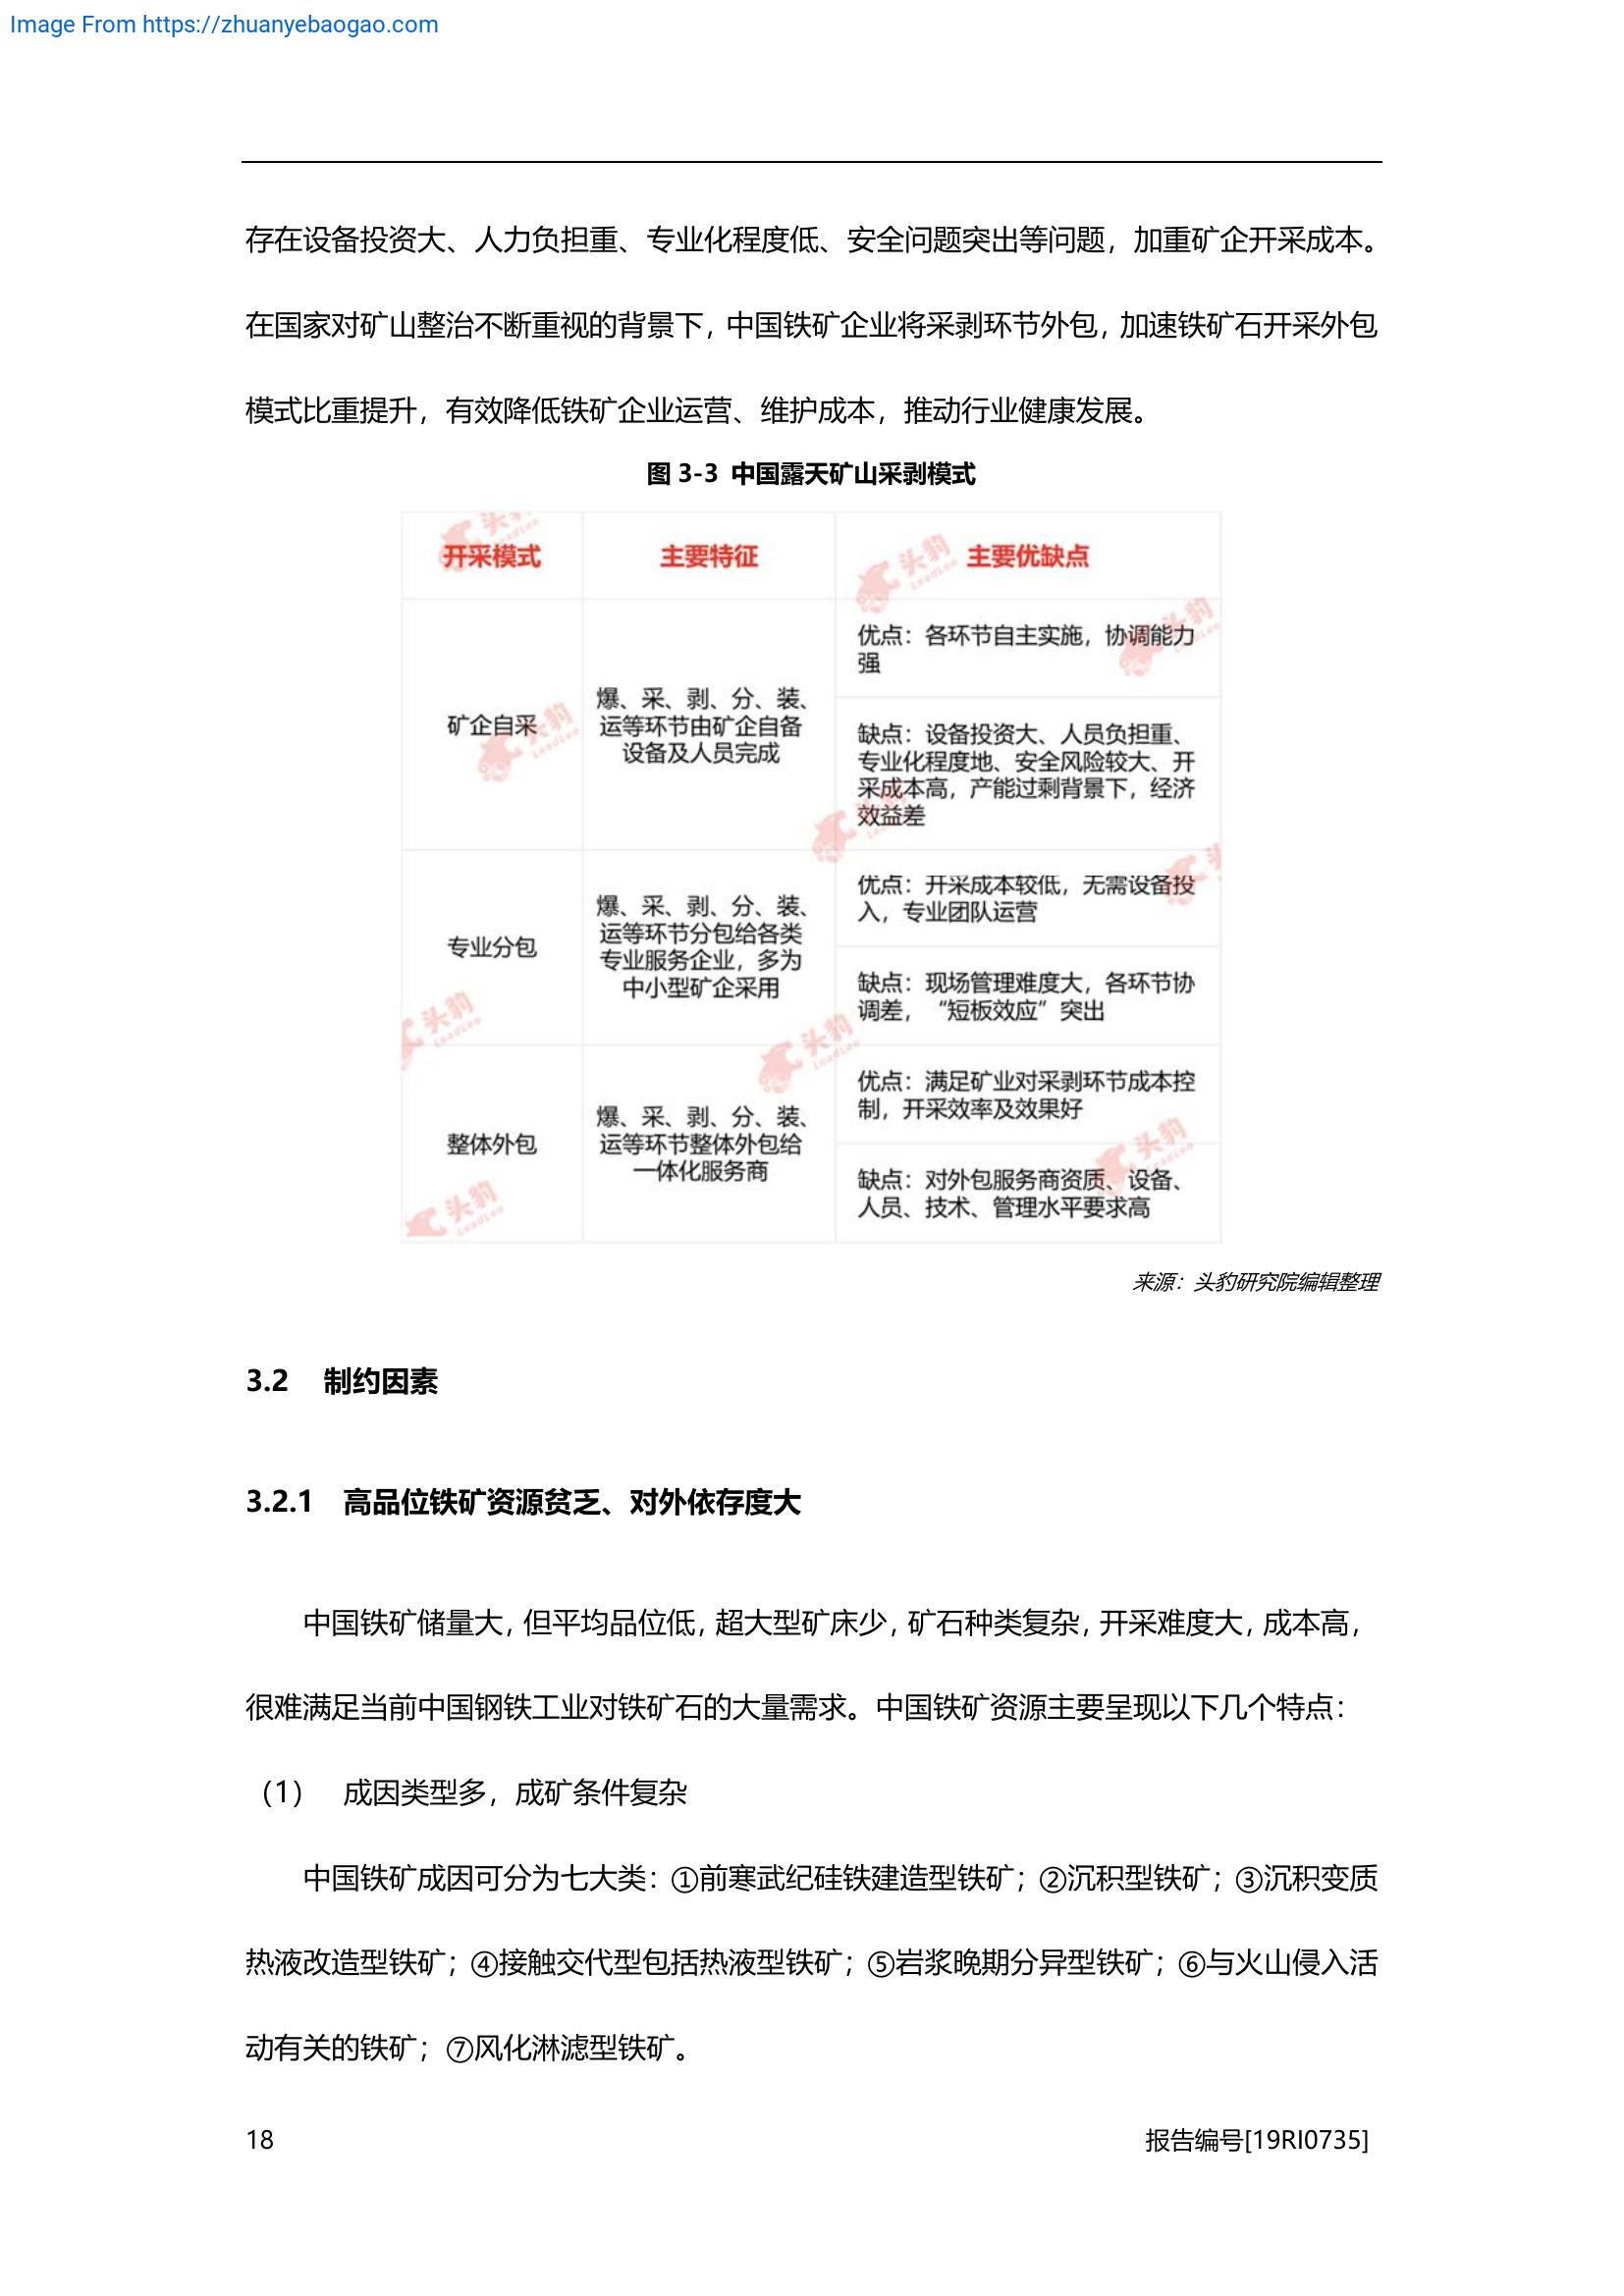 Image From https://zhuanyebaogao.com
存在设备投资大、人力负担重、专业化程度低、安全问题突出等问题，加重矿企开采成本。
在国家对矿山整治不断重视的背景下，中国铁矿企业将采剥环节外包，加速铁矿石开采外包
模式比重提升，有效降低铁矿企业运营、维护成本，推动行业健康发展。
图 3-3 中国露天矿山采剥模式
开采模式
主要特征
主要优缺点
矿企自采
爆、采、剥、分、装、
运等环节由矿企自备
设备及人员完成
优点：各环节自主实施，协调能力
强
缺点：设备投资大、人员负担重、
专业化程度地、安全风险较大、开
采成本高，产能过剩背景下，经济
效益差
专业分包
爆、采、剥、分、装、
运等环节分包给各类
专业服务企业，多为
中小型矿企采用
优点：开采成本较低，无需设备投
入，专业团队运营
缺点：现场管理难度大，各环节协
调差，“短板效应”突出
整体外包
爆、采、剥、分、装、
运等环节整体外包给
一体化服务商
优点：满足矿业对采剥环节成本控
制，开采效率及效果好
缺点：对外包服务商资质、设备、
人员、技术、管理水平要求高
头豹
LeadLeo
来源：头豹研究院编辑整理
3.2 制约因素
3.2.1 高品位铁矿资源贫乏、对外依存度大
中国铁矿储量大，但平均品位低，超大型矿床少，矿石种类复杂，开采难度大，成本高，
很难满足当前中国钢铁工业对铁矿石的大量需求。中国铁矿资源主要呈现以下几个特点：
（1） 成因类型多，成矿条件复杂
中国铁矿成因可分为七大类：①前寒武纪硅铁建造型铁矿；②沉积型铁矿；③沉积变质
热液改造型铁矿；④接触交代型包括热液型铁矿；⑤岩浆晚期分异型铁矿；⑥与火山侵入活
动有关的铁矿；⑦风化淋滤型铁矿。
18
报告编号[19RI0735]